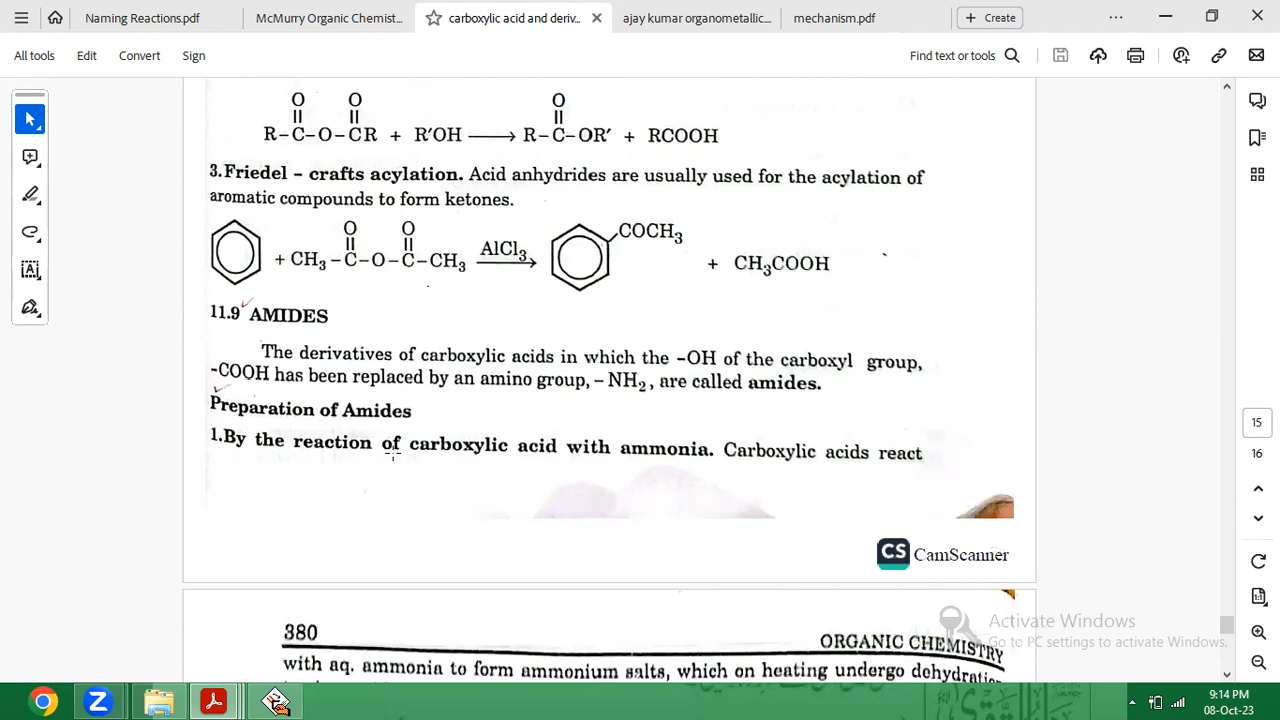 Naming Reactions.pdf
McMurry Organic Chemist...
carboxylic acid and deriv...
ajay kumar organometallic...
mechanism.pdf
+ Create
All tools Edit Convert Sign
Find text or tools
O O O
R–C–O–CR + R′OH ⟶ R–C–OR′ + RCOOH
3.Friedel – crafts acylation. Acid anhydrides are usually used for the acylation of
aromatic compounds to form ketones.
O O
+ CH₃–C–O–C–CH₃ AlCl₃ ⟶ COCH₃ + CH₃COOH
11.9 AMIDES
The derivatives of carboxylic acids in which the –OH of the carboxyl group,
-COOH has been replaced by an amino group, – NH₂, are called amides.
Preparation of Amides
1.By the reaction of carboxylic acid with ammonia. Carboxylic acids react
CS CamScanner
15
16
1:1
Activate Windows
Go to PC settings to activate Windows.
380 ORGANIC CHEMISTRY
with aq. ammonia to form ammonium salts, which on heating undergo dehydration
9:14 PM
08-Oct-23